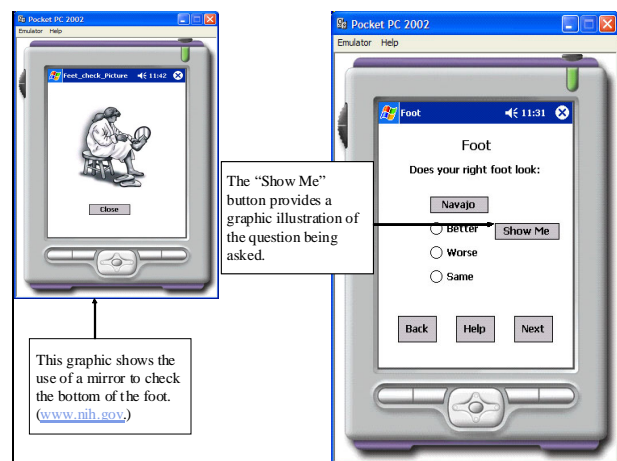 Pocket PC 2002
Emulator Help
Feet_check_Picture 11:42
Close
This graphic shows the
use of a mirror to check
the bottom of the foot.
(www.nih.gov.)
The “Show Me”
button provides a
graphic illustration of
the question being
asked.
Pocket PC 2002
Emulator Help
Foot 11:31
Foot
Does your right foot look:
Navajo
Better
Show Me
Worse
Same
Back Help Next